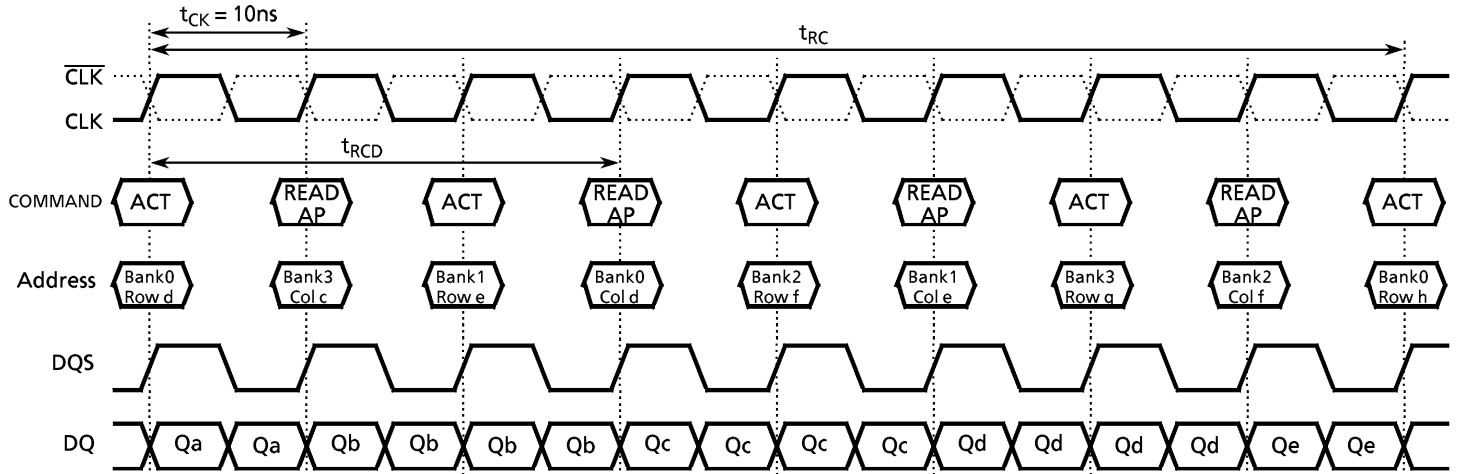 tCK = 10ns
tRC
CLK
CLK
tRCD
COMMAND
ACT
READ
AP
ACT
READ
AP
ACT
READ
AP
ACT
READ
AP
ACT
Address
Bank0
Row d
Bank3
Col c
Bank1
Row e
Bank0
Col d
Bank2
Row f
Bank1
Col e
Bank3
Row g
Bank2
Col f
Bank0
Row h
DQS
DQ
Qa
Qa
Qb
Qb
Qb
Qb
Qc
Qc
Qc
Qc
Qd
Qd
Qd
Qd
Qe
Qe